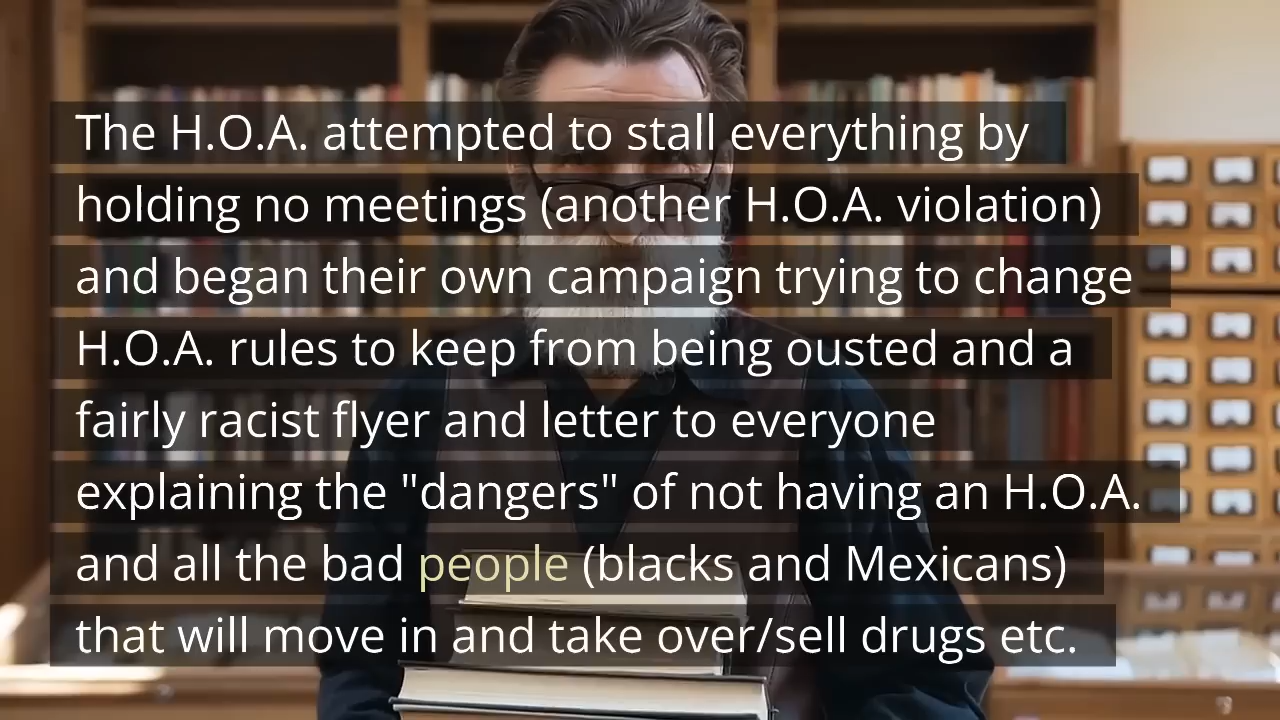 The H.O.A. attempted to stall everything by
holding no meetings (another H.O.A. violation)
and began their own campaign trying to change
H.O.A. rules to keep from being ousted and a
fairly racist flyer and letter to everyone
explaining the "dangers" of not having an H.O.A.
and all the bad people (blacks and Mexicans)
that will move in and take over/sell drugs etc.